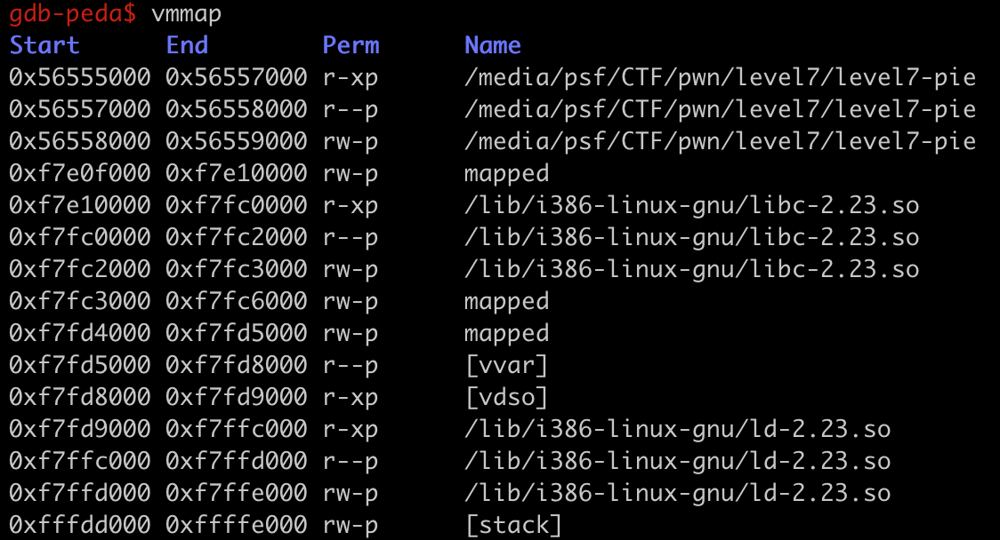 gdb-peda$ vmmap
Start End Perm Name
0x56555000 0x56557000 r-xp /media/psf/CTF/pwn/level7/level7-pie
0x56557000 0x56558000 r--p /media/psf/CTF/pwn/level7/level7-pie
0x56558000 0x56559000 rw-p /media/psf/CTF/pwn/level7/level7-pie
0xf7e0f000 0xf7e10000 rw-p mapped
0xf7e10000 0xf7fc0000 r-xp /lib/i386-linux-gnu/libc-2.23.so
0xf7fc0000 0xf7fc2000 r--p /lib/i386-linux-gnu/libc-2.23.so
0xf7fc2000 0xf7fc3000 rw-p /lib/i386-linux-gnu/libc-2.23.so
0xf7fc3000 0xf7fc6000 rw-p mapped
0xf7fd4000 0xf7fd5000 rw-p mapped
0xf7fd5000 0xf7fd8000 r--p [vvar]
0xf7fd8000 0xf7fd9000 r-xp [vdso]
0xf7fd9000 0xf7ffc000 r-xp /lib/i386-linux-gnu/ld-2.23.so
0xf7ffc000 0xf7ffd000 r--p /lib/i386-linux-gnu/ld-2.23.so
0xf7ffd000 0xf7ffe000 rw-p /lib/i386-linux-gnu/ld-2.23.so
0xfffdd000 0xffffe000 rw-p [stack]